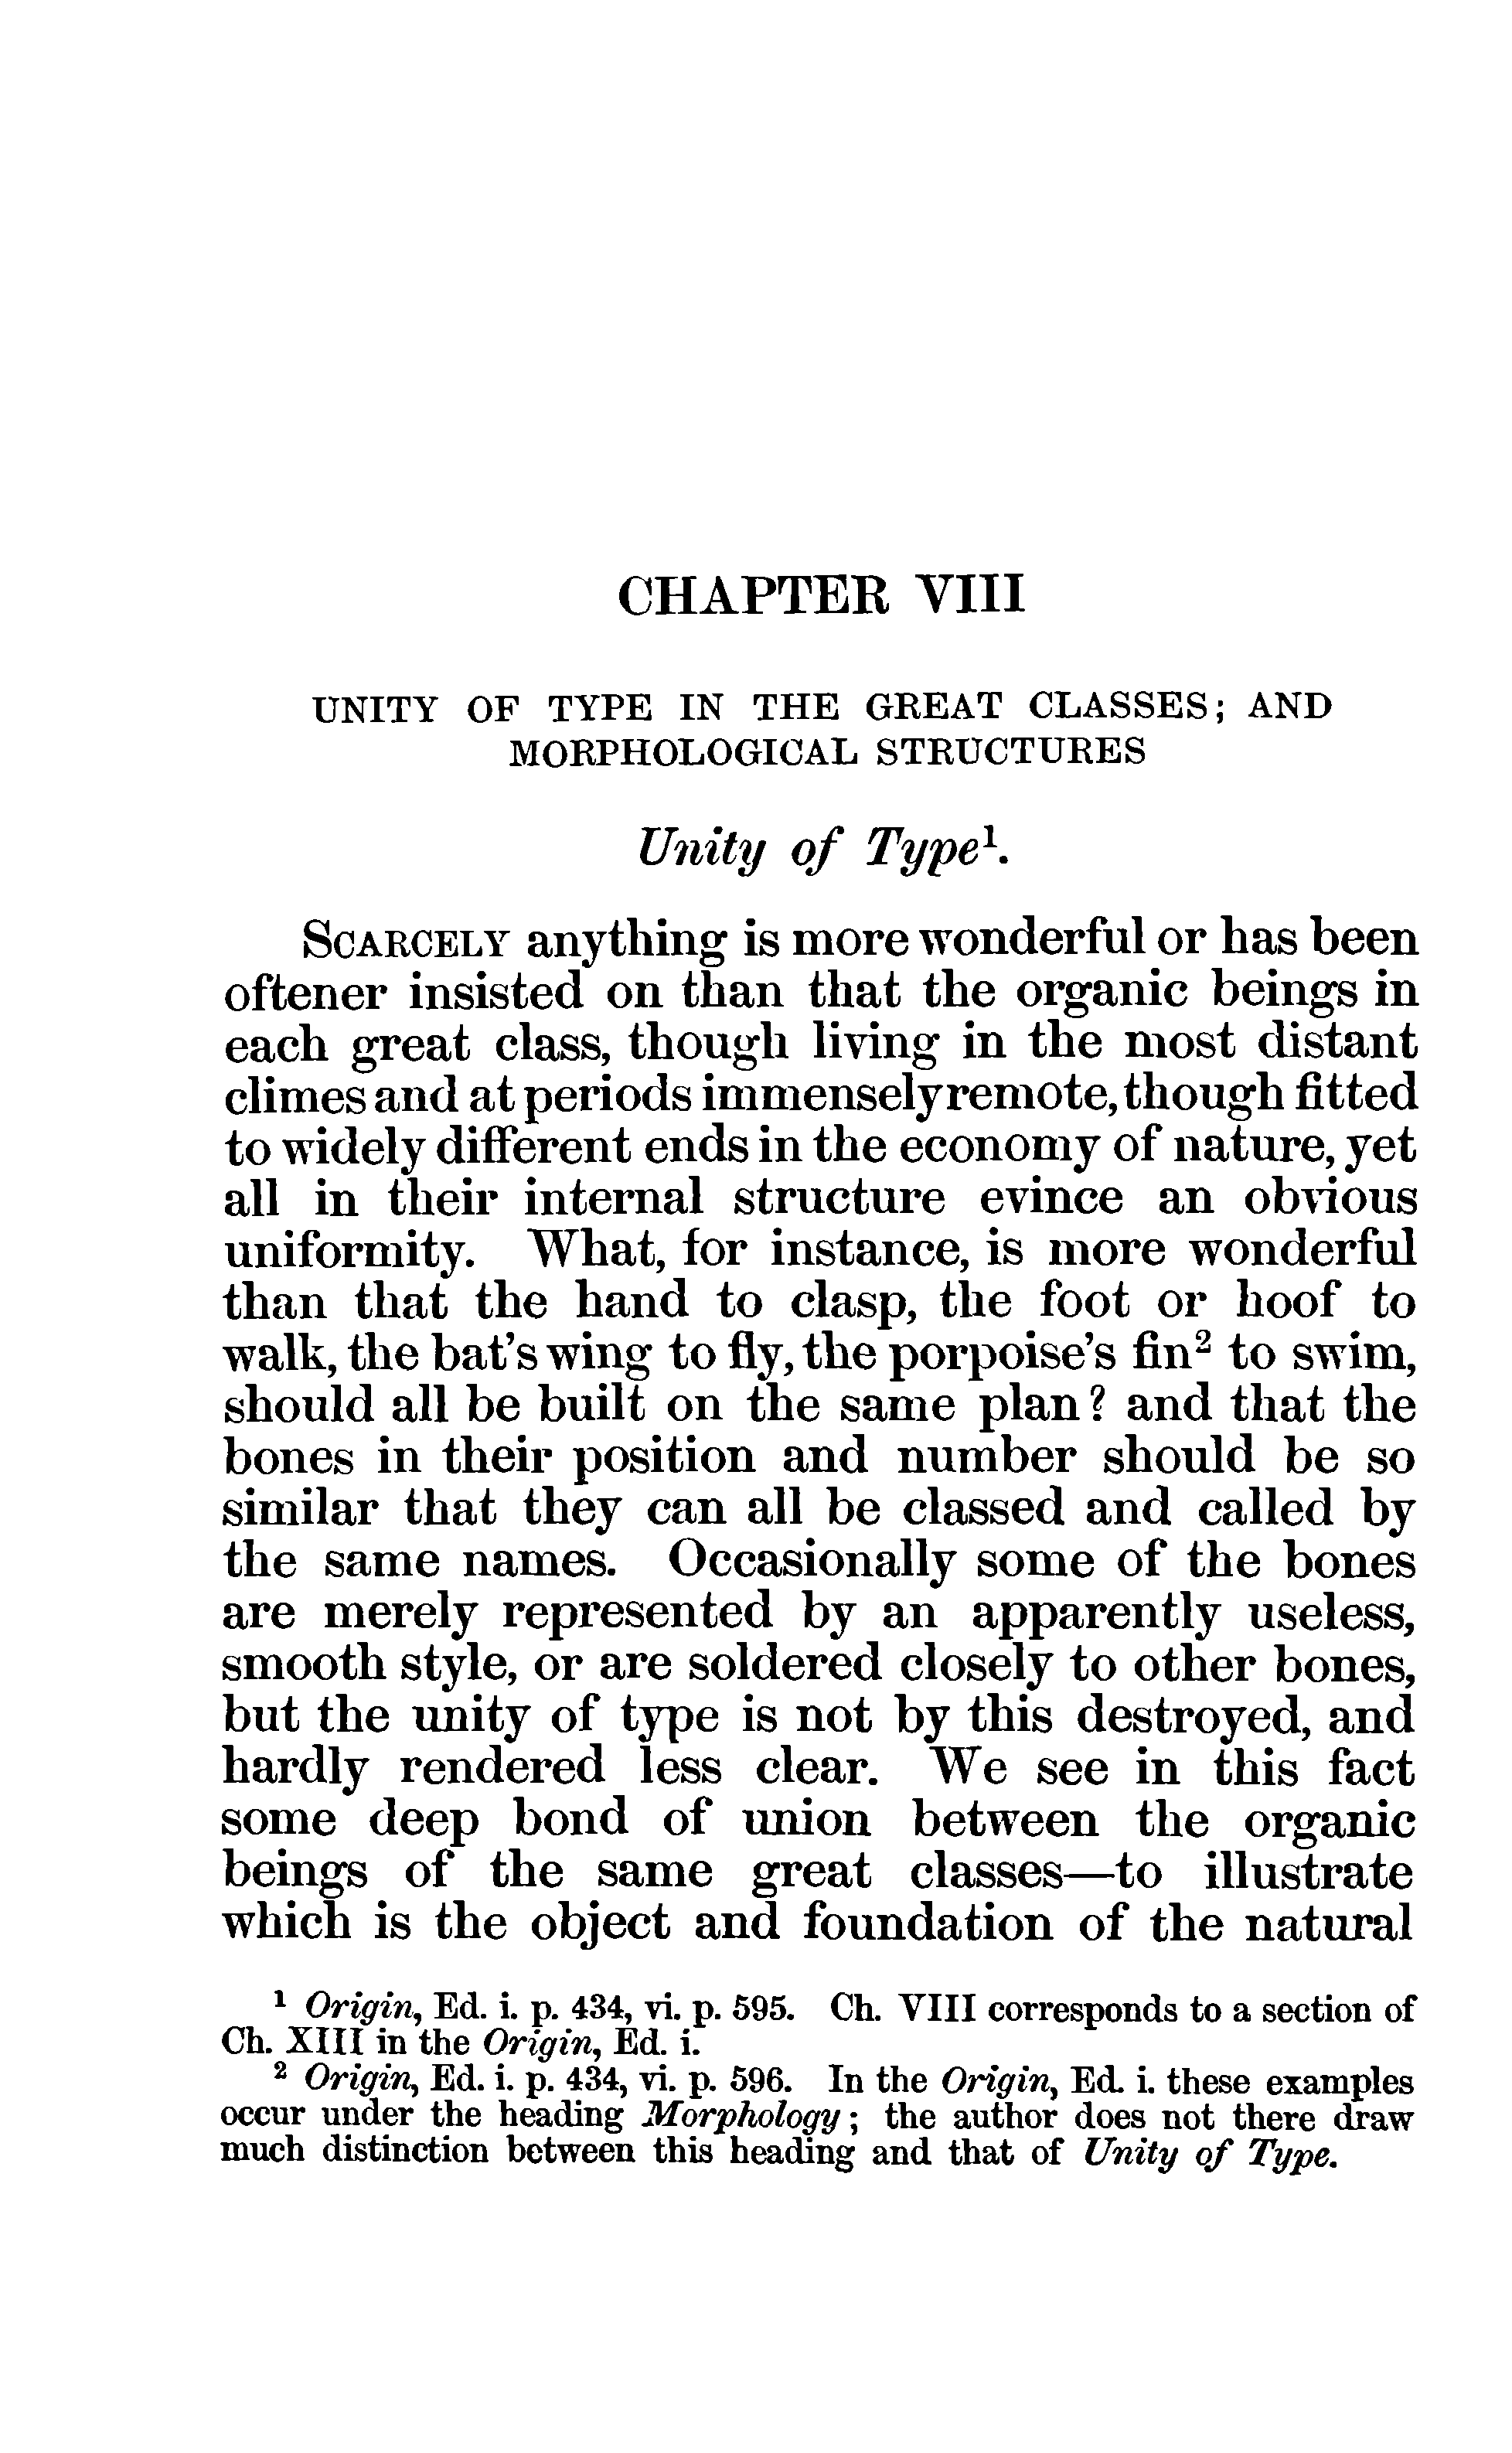 CHAPTER VIII
UNITY OF TYPE IN THE GREAT CLASSES; AND
MORPHOLOGICAL STRUCTURES
Unity of Type¹.
SCARCELY anything is more wonderful or has been
oftener insisted on than that the organic beings in
each great class, though living in the most distant
climes and at periods immensely remote, though fitted
to widely different ends in the economy of nature, yet
all in their internal structure evince an obvious
uniformity. What, for instance, is more wonderful
than that the hand to clasp, the foot or hoof to
walk, the bat's wing to fly, the porpoise's fin² to swim,
should all be built on the same plan? and that the
bones in their position and number should be so
similar that they can all be classed and called by
the same names. Occasionally some of the bones
are merely represented by an apparently useless,
smooth style, or are soldered closely to other bones,
but the unity of type is not by this destroyed, and
hardly rendered less clear. We see in this fact
some deep bond of union between the organic
beings of the same great classes—to illustrate
which is the object and foundation of the natural
¹ Origin, Ed. i. p. 434, vi. p. 595. Ch. VIII corresponds to a section of
Ch. XIII in the Origin, Ed. i.
² Origin, Ed. i. p. 434, vi. p. 596. In the Origin, Ed. i. these examples
occur under the heading Morphology; the author does not there draw
much distinction between this heading and that of Unity of Type.